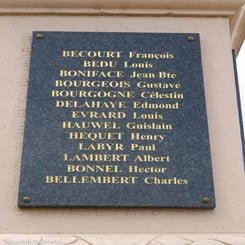 BECOURT François
BEDU Louis
BONIFACE Jean Bte
BOURGEOIS Gustave
BOURGOGNE Célestin
DELAHAYE Edmond
EVRARD Louis
HAUWEL Guislain
HEQUET Henry
LABYR Paul
LAMBERT Albert
BONNEL Hector
BELLEMBERT Charles